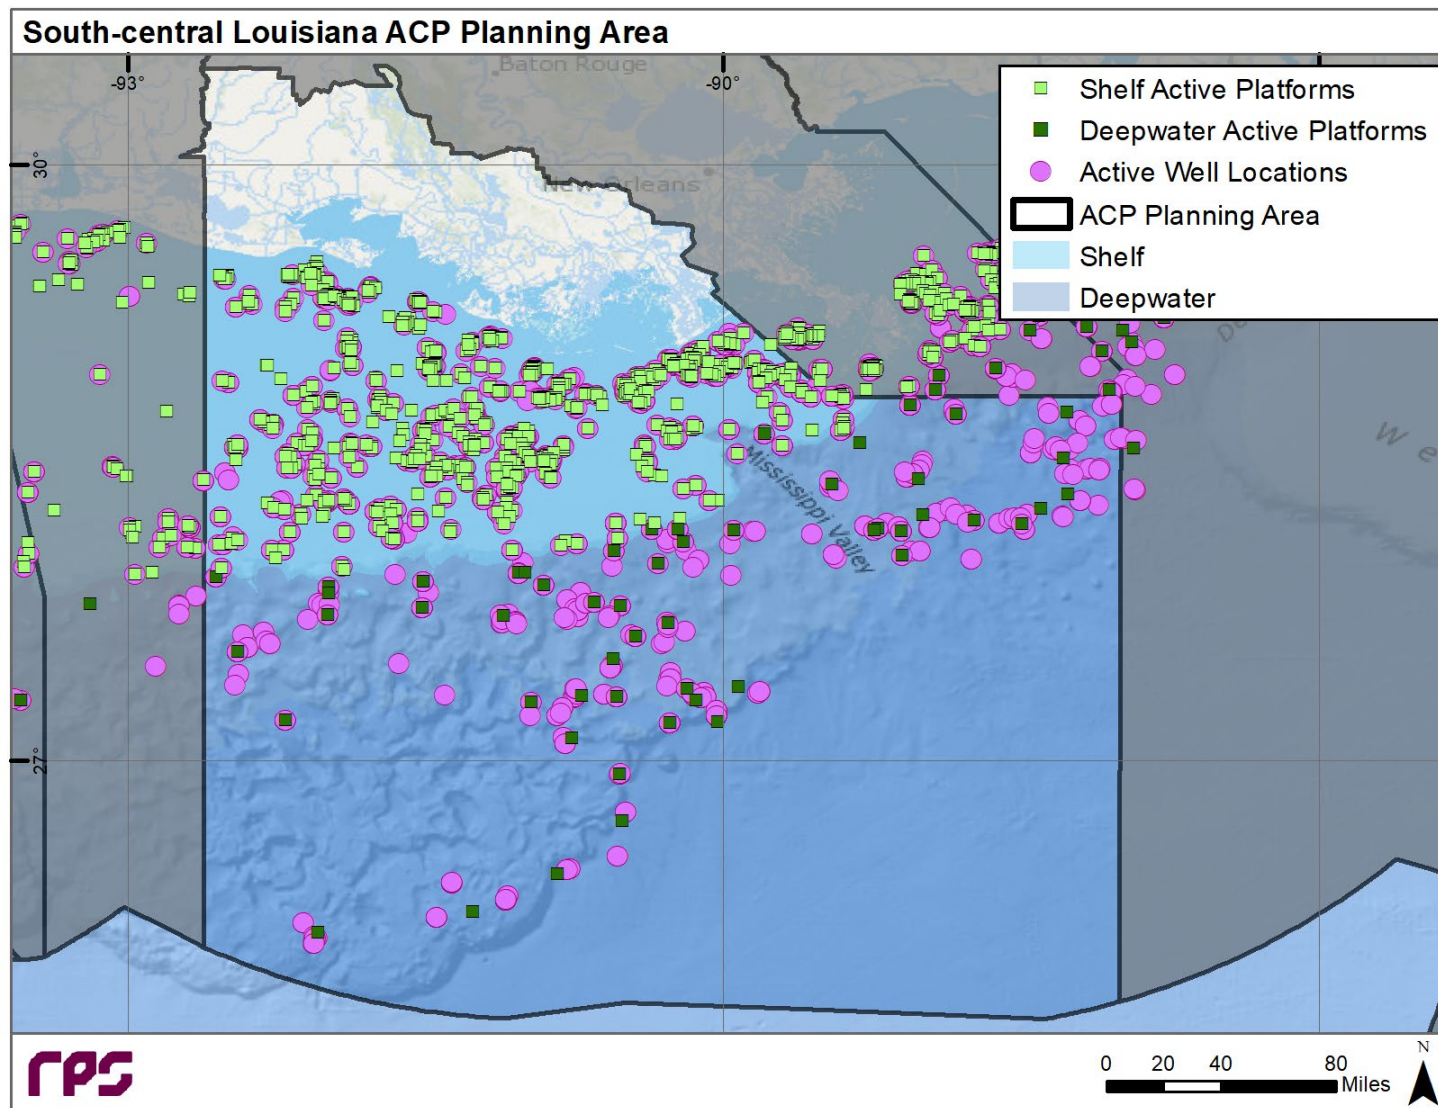 South-central Louisiana ACP Planning Area
Baton Rouge
-93°
-90°
Shelf Active Platforms
Deepwater Active Platforms
Active Well Locations
ACP Planning Area
Shelf
Deepwater
30°
New Orleans
Mississippi Valley
27°
rps
0 20 40 80
Miles
N